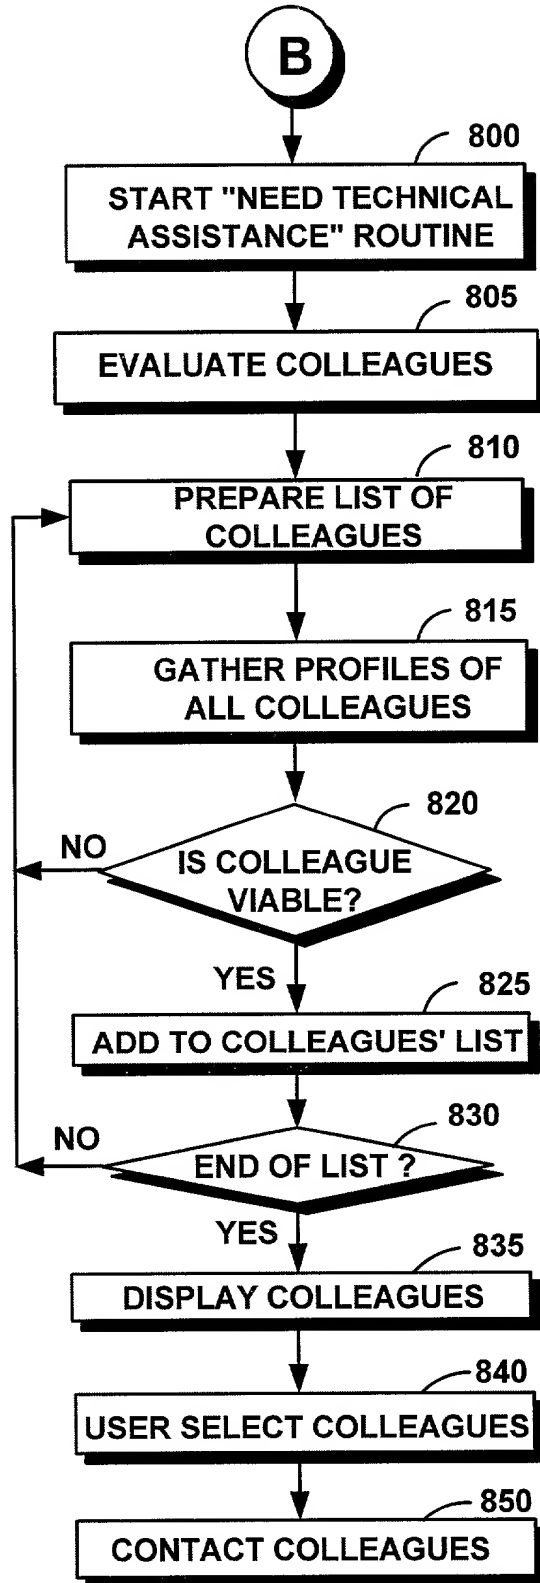 B
800
START "NEED TECHNICAL
ASSISTANCE" ROUTINE
805
EVALUATE COLLEAGUES
810
PREPARE LIST OF
COLLEAGUES
815
GATHER PROFILES OF
ALL COLLEAGUES
820
NO
IS COLLEAGUE
VIABLE?
YES
825
ADD TO COLLEAGUES' LIST
830
NO
END OF LIST ?
YES
835
DISPLAY COLLEAGUES
840
USER SELECT COLLEAGUES
850
CONTACT COLLEAGUES